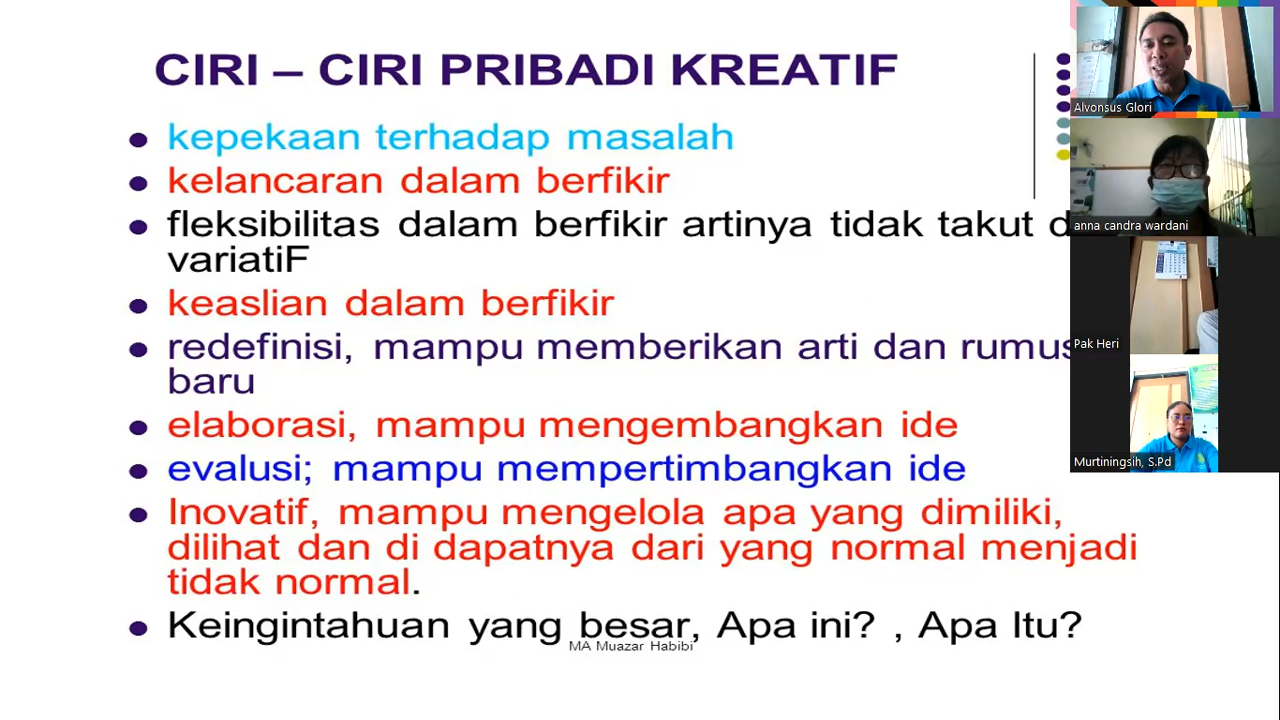 CIRI – CIRI PRIBADI KREATIF
kepekaan terhadap masalah
kelancaran dalam berfikir
fleksibilitas dalam berfikir artinya tidak takut
variatiF
keaslian dalam berfikir
redefinisi, mampu memberikan arti dan
baru
elaborasi, mampu mengembangkan ide
evalusi; mampu mempertimbangkan ide
Inovatif, mampu mengelola apa yang dimiliki,
dilihat dan di dapatnya dari yang normal menjadi
tidak normal.
Keingintahuan yang besar, Apa ini? , Apa Itu?
MA Muazar Habibi
Alvonsus Glori
anna candra wardani
Pak Heri
Murtiningsih, S.Pd